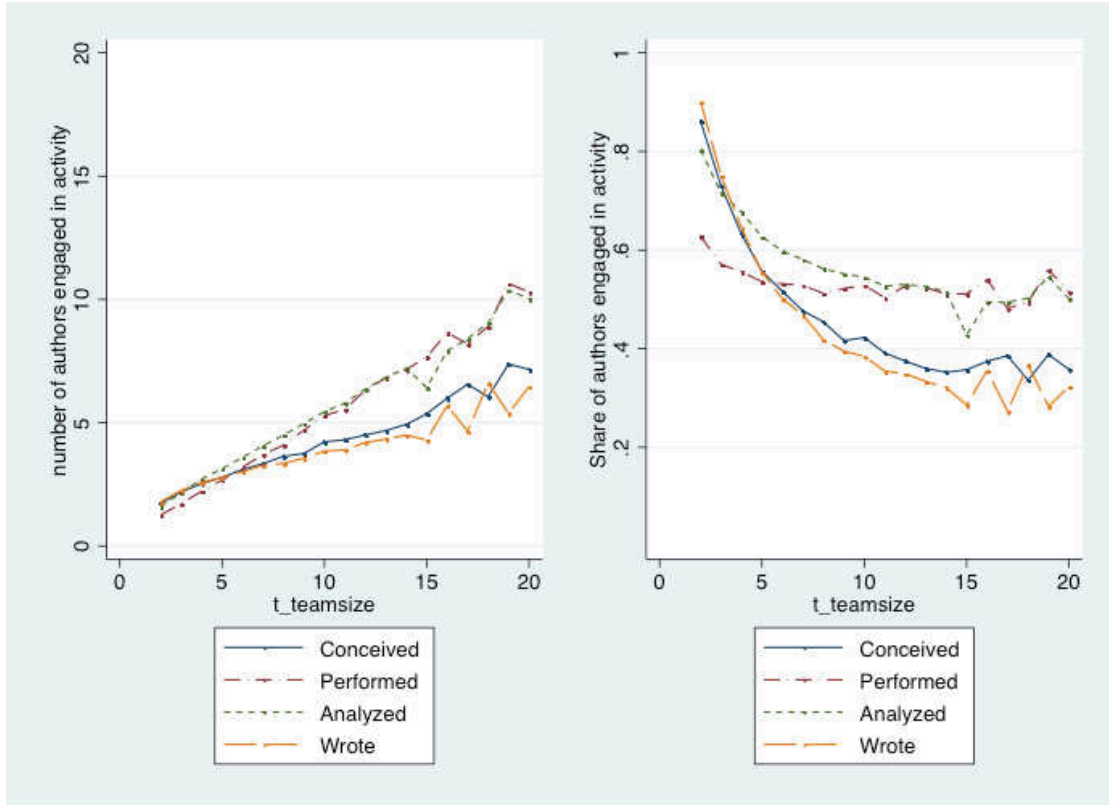 number of authors engaged in activity
20
15
10
5
0
0 5 10 15 20
t_teamsize
Conceived
Performed
Analyzed
Wrote
Share of authors engaged in activity
1
.8
.6
.4
.2
0 5 10 15 20
t_teamsize
Conceived
Performed
Analyzed
Wrote